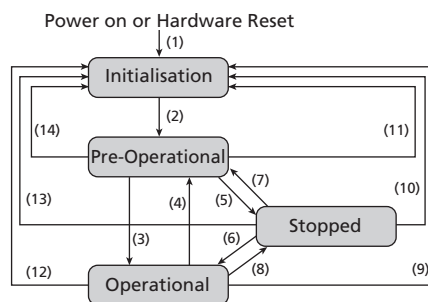 Power on or Hardware Reset
(1)
Initialisation
(2)
(14)
(11)
Pre-Operational
(7)
(13)
(4)
(5)
(10)
Stopped
(3)
(6)
(12)
(8)
(9)
Operational